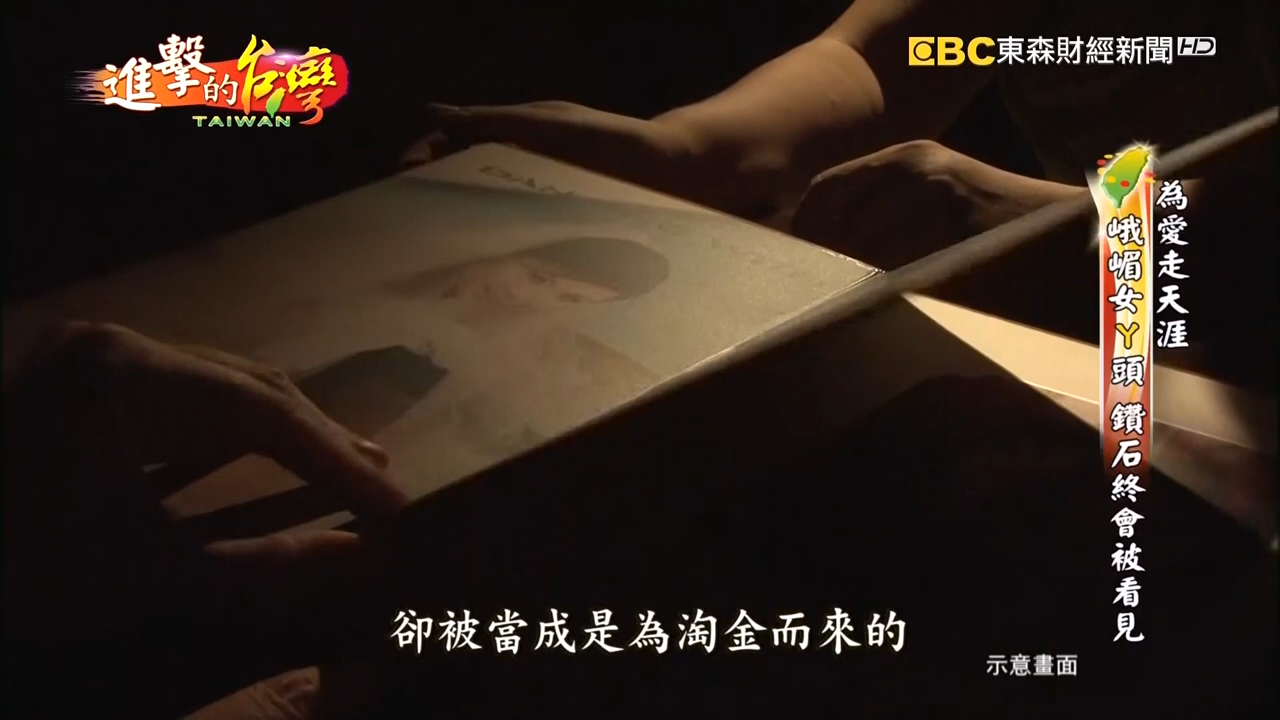 進擊的台灣
TAIWAN
EBC東森財經新聞HD
為愛走天涯
峨嵋女ㄚ頭 鑽石終會被看見
卻被當成是為淘金而來的
示意畫面